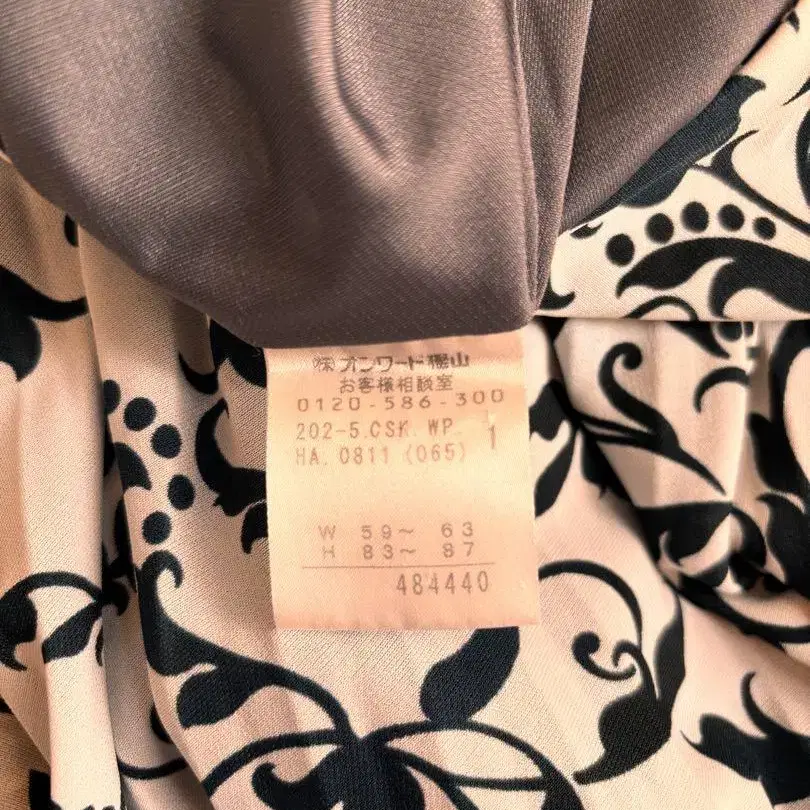 ㈱オンワード樫山
お客様相談室
0120-586-300
202-5.CSK.WP. 1
HA. 0811 (065)
W 59～ 63
H 83～ 87
484440